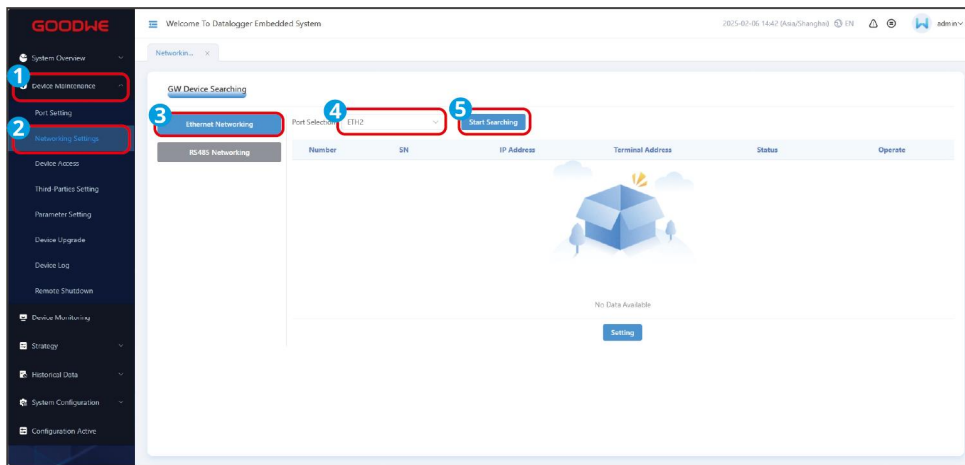 GOODWE
Welcome To Datalogger Embedded System
2025-02-06 14:42 (Asia/Shanghai) EN admin
System Overview
Networkin... ×
1
Device Maintenance
GW Device Searching
Port Setting
3
Ethernet Networking
Port Selection
4
ETH2
5
Start Searching
2
Networking Settings
RS485 Networking
Number SN IP Address Terminal Address Status Operate
Device Access
Third-Parties Setting
Parameter Setting
Device Upgrade
Device Log
Remote Shutdown
No Data Available
Device Monitoring
Setting
Strategy
Historical Data
System Configuration
Configuration Active